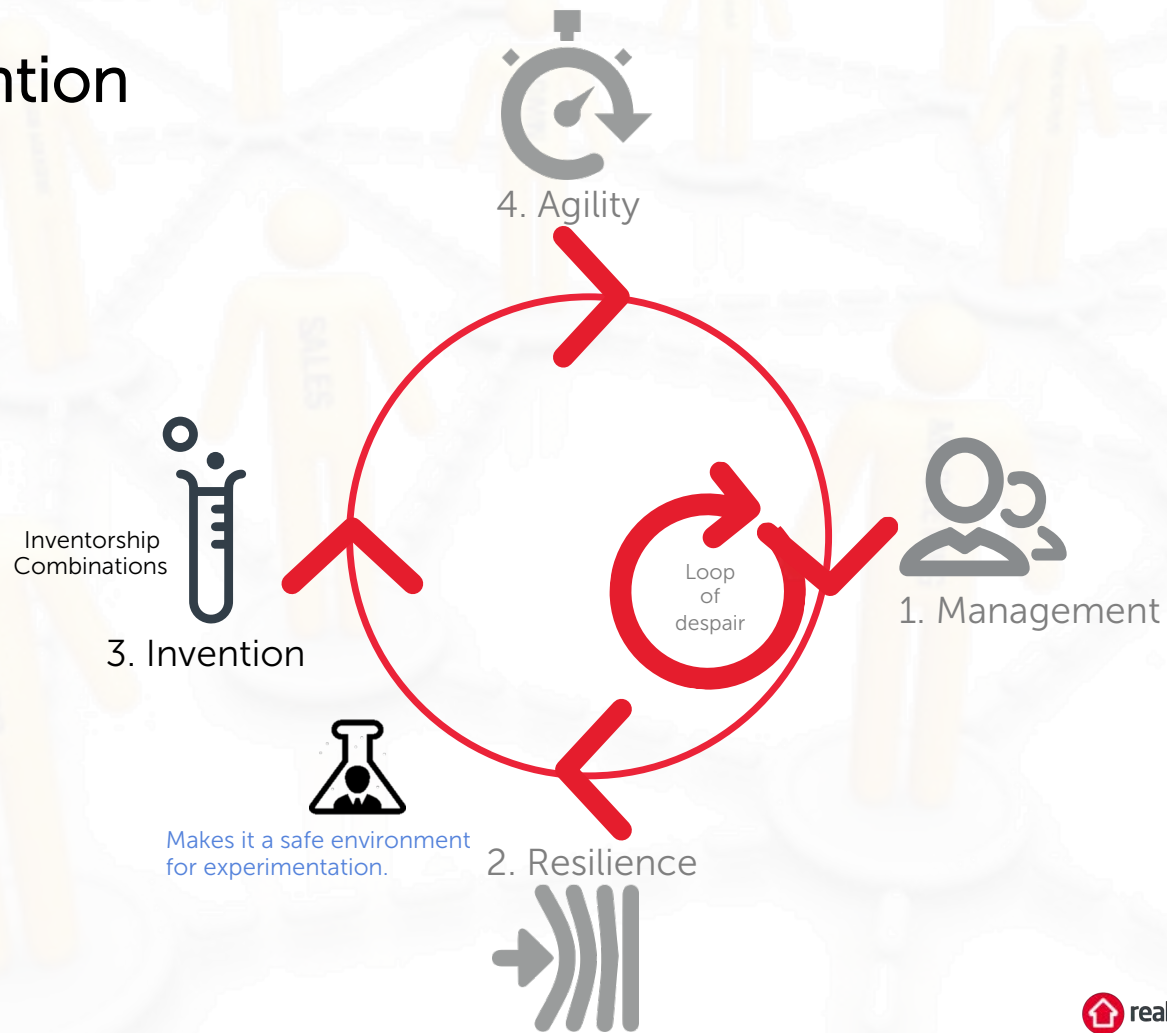 ntion
4. Agility
SALES
Inventorship
Combinations
Loop
of
despair
1. Management
3. Invention
Makes it a safe environment
for experimentation.
2. Resilience
real